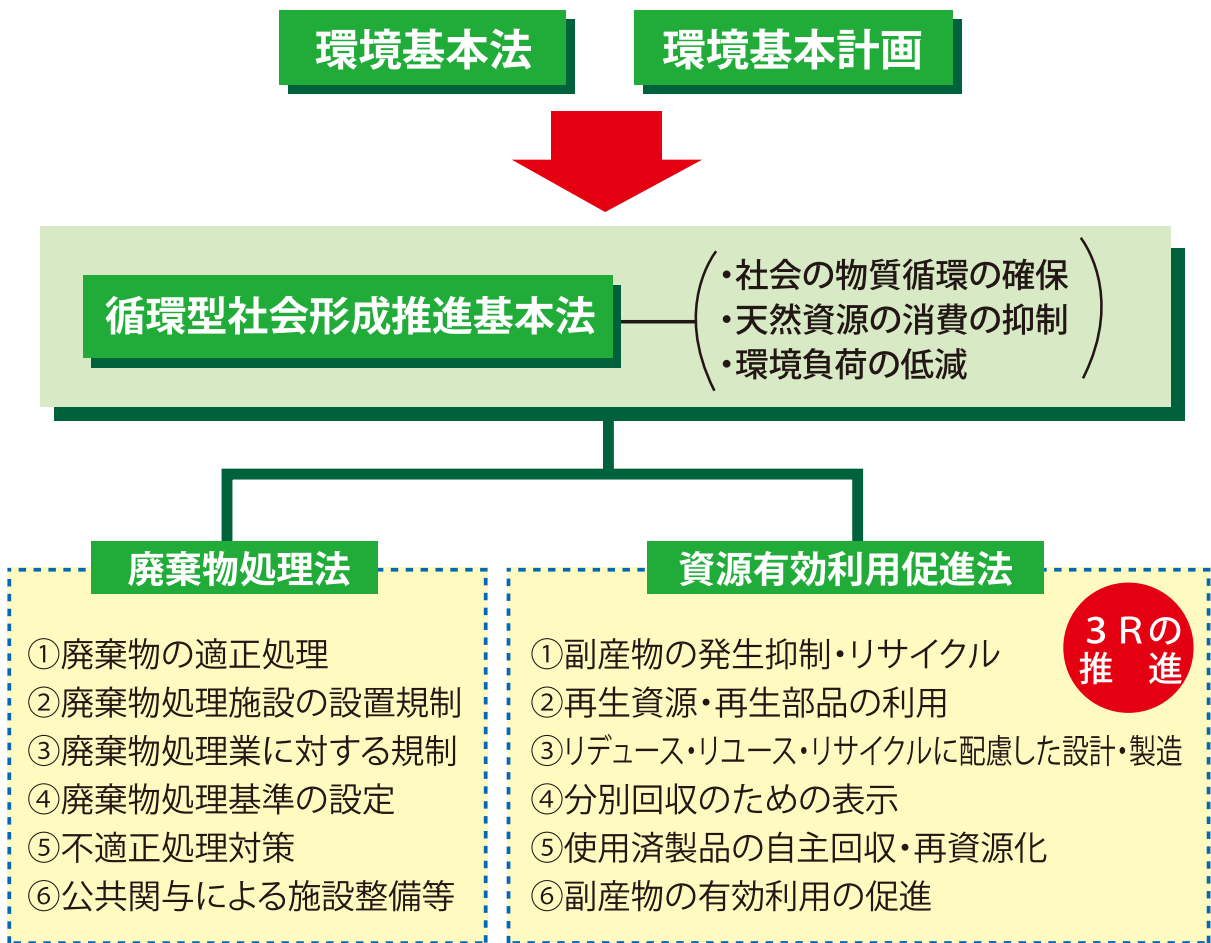 環境基本法
環境基本計画
循環型社会形成推進基本法
・社会の物質循環の確保
・天然資源の消費の抑制
・環境負荷の低減
廃棄物処理法
①廃棄物の適正処理
②廃棄物処理施設の設置規制
③廃棄物処理業に対する規制
④廃棄物処理基準の設定
⑤不適正処理対策
⑥公共関与による施設整備等
資源有効利用促進法
3Rの
推 進
①副産物の発生抑制・リサイクル
②再生資源・再生部品の利用
③リデュース・リユース・リサイクルに配慮した設計・製造
④分別回収のための表示
⑤使用済製品の自主回収・再資源化
⑥副産物の有効利用の促進